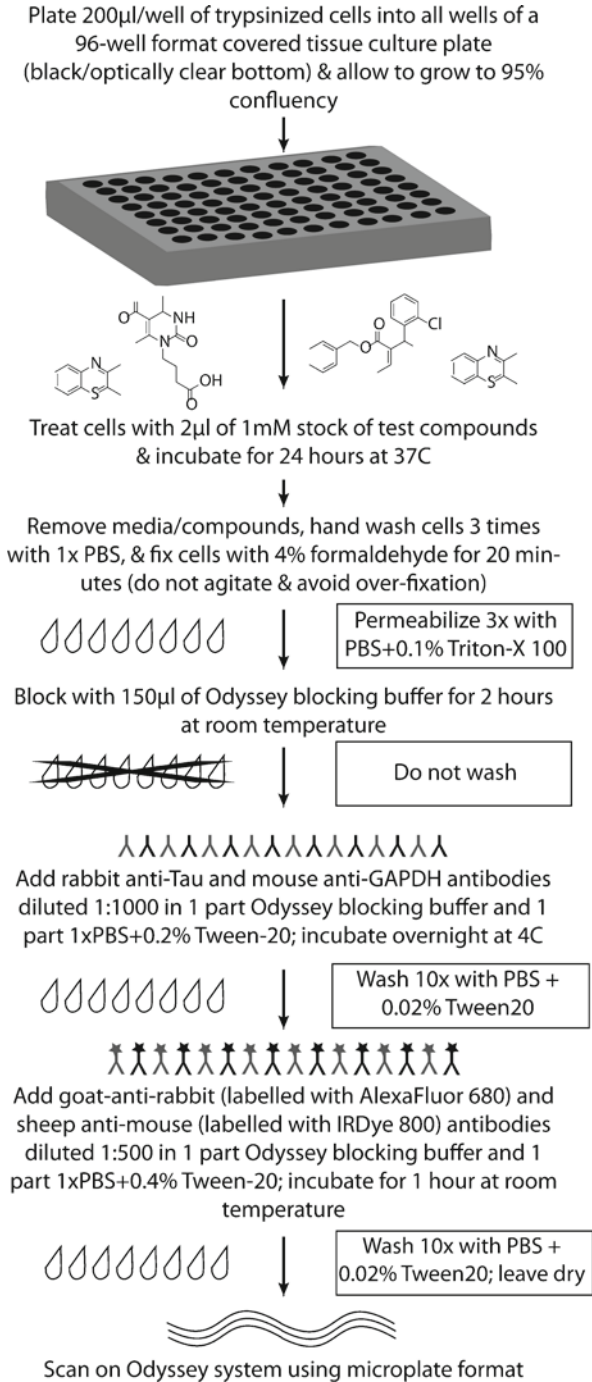 Plate 200µl/well of trypsinized cells into all wells of a
96-well format covered tissue culture plate
(black/optically clear bottom) & allow to grow to 95%
confluency
O
NH
N
O
O
OH
N
S
Cl
O
O
N
S
Treat cells with 2µl of 1mM stock of test compounds
& incubate for 24 hours at 37C
Remove media/compounds, hand wash cells 3 times
with 1x PBS, & fix cells with 4% formaldehyde for 20 min-
utes (do not agitate & avoid over-fixation)
Permeabilize 3x with
PBS+0.1% Triton-X 100
Block with 150µl of Odyssey blocking buffer for 2 hours
at room temperature
Do not wash
Add rabbit anti-Tau and mouse anti-GAPDH antibodies
diluted 1:1000 in 1 part Odyssey blocking buffer and 1
part 1xPBS+0.2% Tween-20; incubate overnight at 4C
Wash 10x with PBS +
0.02% Tween20
Add goat-anti-rabbit (labelled with AlexaFluor 680) and
sheep anti-mouse (labelled with IRDye 800) antibodies
diluted 1:500 in 1 part Odyssey blocking buffer and 1
part 1xPBS+0.4% Tween-20; incubate for 1 hour at room
temperature
Wash 10x with PBS +
0.02% Tween20; leave dry
Scan on Odyssey system using microplate format